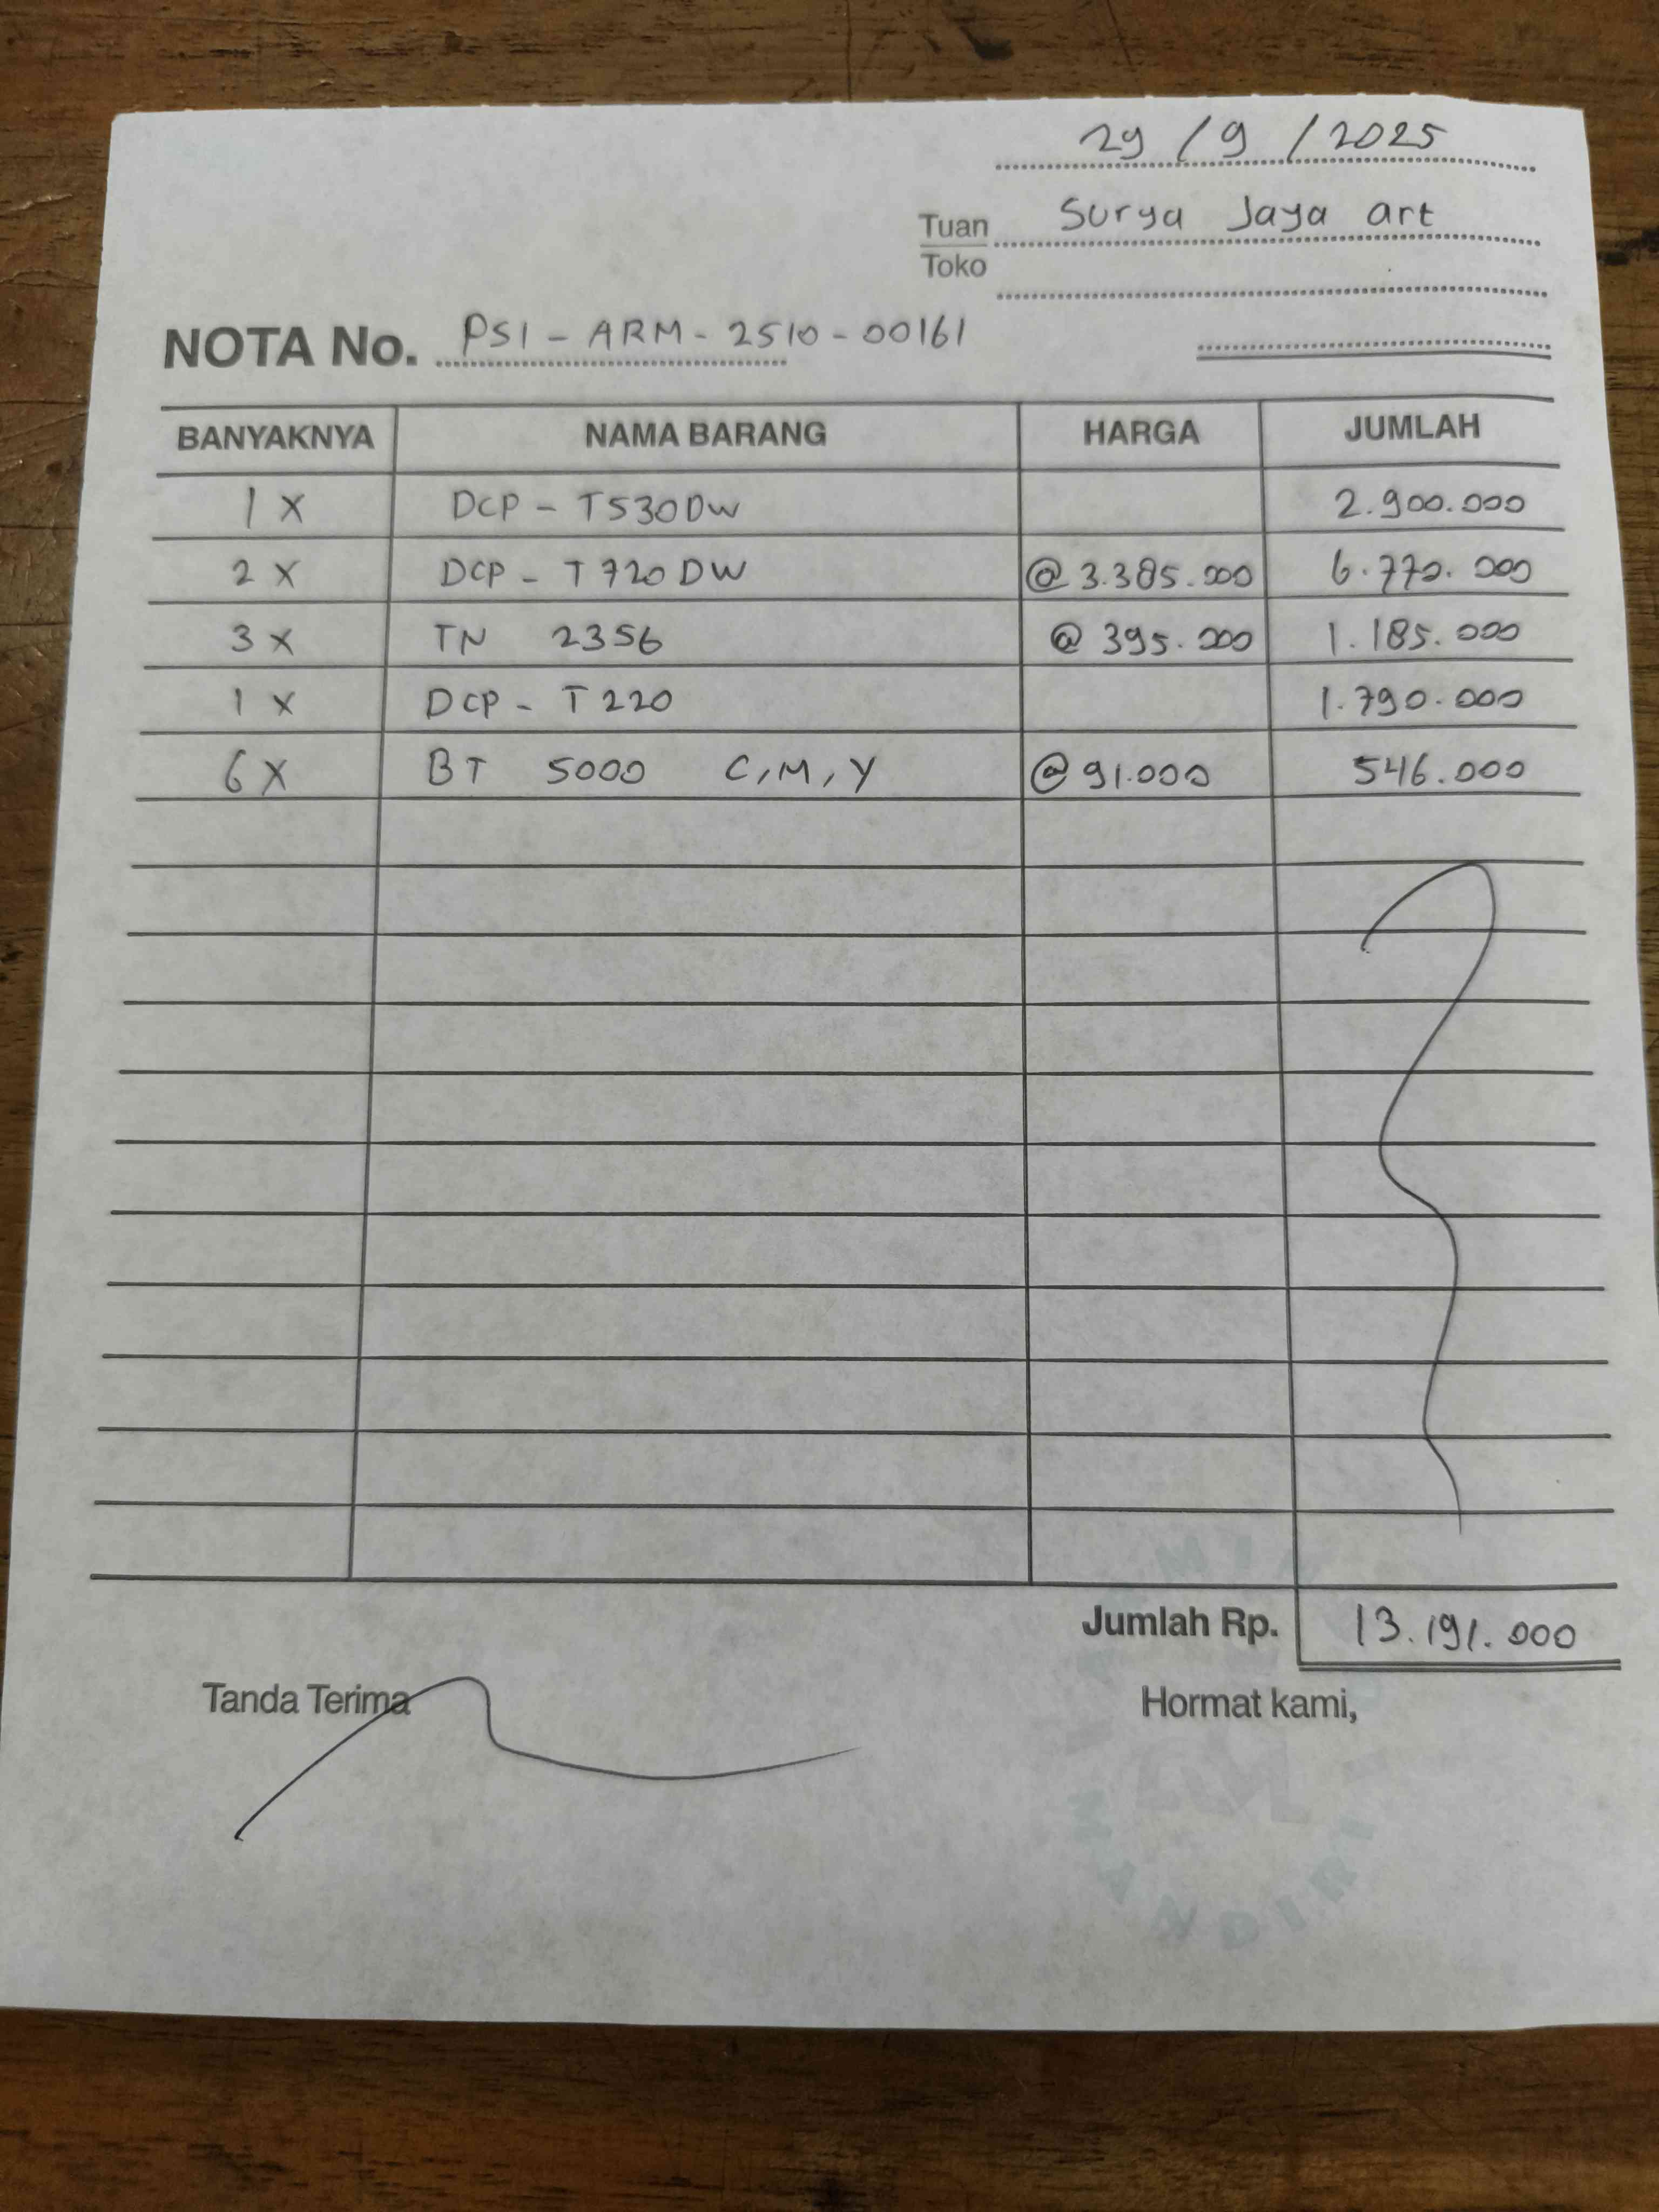 29/9/2025
Tuan Surya Jaya art
Toko
NOTA No. PSI-ARM-2510-00161
BANYAKNYA NAMA BARANG HARGA JUMLAH
1 X DCP - T530DW 2.900.000
2 X DCP - T720DW @ 3.385.000 6.770.000
3 X TN 2356 @ 395.000 1.185.000
1 X DCP - T220 1.790.000
6 X BT 5000 C,M,Y @ 91.000 546.000
Jumlah Rp. 13.191.000
Tanda Terima Hormat kami,
MANDIRI